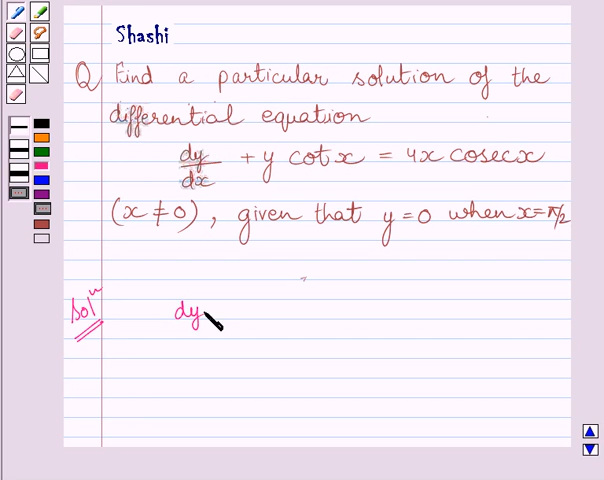 Shashi
Q Find a particular solution of the
differential equation
dy/dx + y cot x = 4x cosec x
(x ≠ 0), given that y = 0 when x = π/2
Solⁿ dy